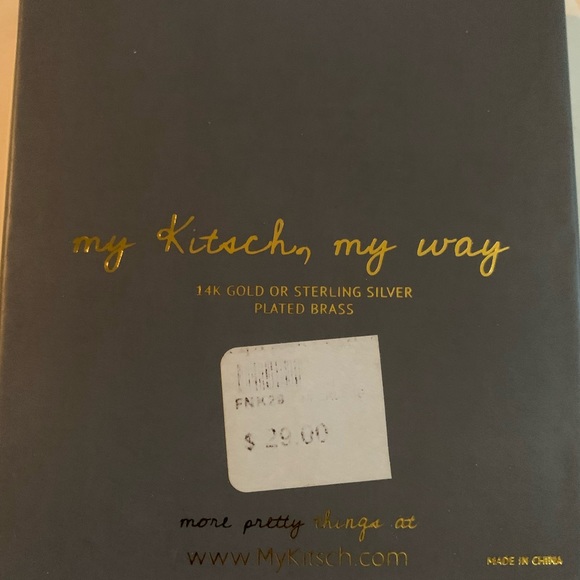 my Kitsch, my way
14K GOLD OR STERLING SILVER
PLATED BRASS
FNK29
$ 29.00
more pretty things at
www.MyKitsch.com
MADE IN CHINA